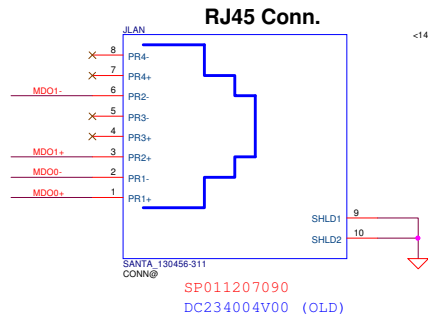 RJ45 Conn.
JLAN
<14
8 PR4-
7 PR4+
MDO1- 6 PR2-
5 PR3-
4 PR3+
MDO1+ 3 PR2+
MDO0- 2 PR1-
MDO0+ 1 PR1+
SHLD1 9
SHLD2 10
SANTA_130456-311
CONN@
SP011207090
DC234004V00 (OLD)